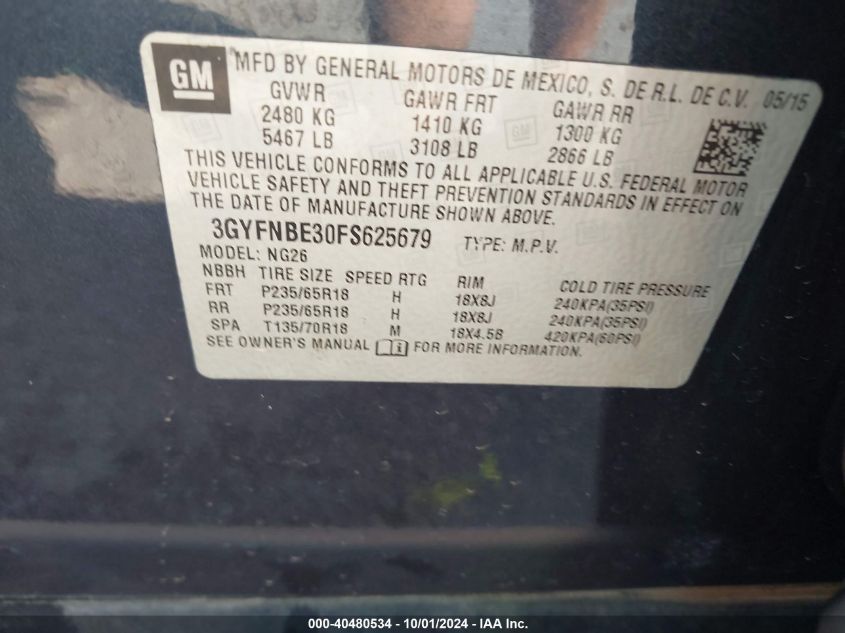 GM
MFD BY GENERAL MOTORS DE MEXICO, S. DE R.L. DE C.V. 05/15
GVWR GAWR FRT GAWR RR
2480 KG 1410 KG 1300 KG
5467 LB 3108 LB 2866 LB
THIS VEHICLE CONFORMS TO ALL APPLICABLE U.S. FEDERAL MOTOR
VEHICLE SAFETY AND THEFT PREVENTION STANDARDS IN EFFECT ON
THE DATE OF MANUFACTURE SHOWN ABOVE.
3GYFNBE30FS625679 TYPE: M.P.V.
MODEL: NG26
NBBH TIRE SIZE SPEED RTG RIM COLD TIRE PRESSURE
FRT P235/65R18 H 18X8J 240KPA(35PSI)
RR P235/65R18 H 18X8J 240KPA(35PSI)
SPA T135/70R18 M 18X4.5B 420KPA(60PSI)
SEE OWNER'S MANUAL FOR MORE INFORMATION.
000-40480534 - 10/01/2024 - IAA Inc.